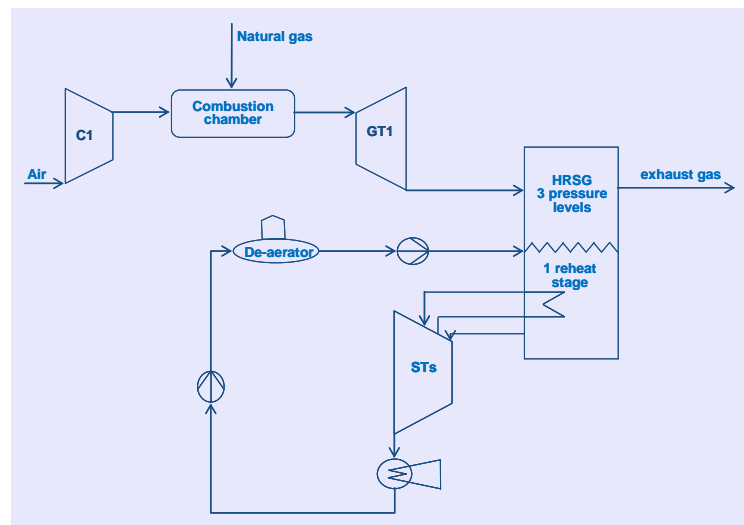 Natural gas
Combustion
chamber
C1
GT1
Air
HRSG
3 pressure
levels
exhaust gas
De-aerator
1 reheat
stage
STs